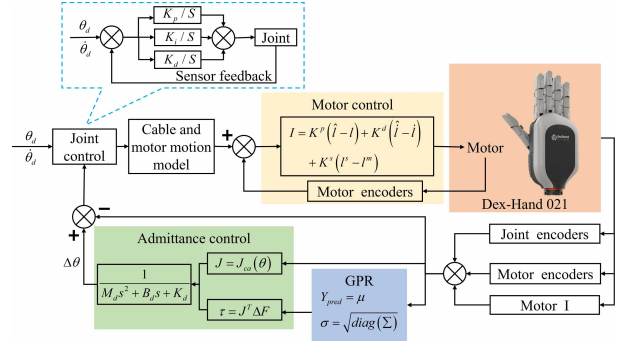 θ_d
θ̇_d
K_p / S
K_i / S
K_d / S
Joint
Sensor feedback
θ_d
θ̇_d
Joint
control
Cable and
motor motion
model
+
Motor control
I = K^p (l̂ − l) + K^d (l̂̇ − l̇)
+ K^s (l^s − l^m)
Motor encoders
Motor
Dex-Hand 021
−
+
Δθ
Admittance control
1
M_d s² + B_d s + K_d
J = J_ca (θ)
τ = J^T ΔF
GPR
Y_pred = μ
σ = √diag(Σ)
Joint encoders
Motor encoders
Motor I